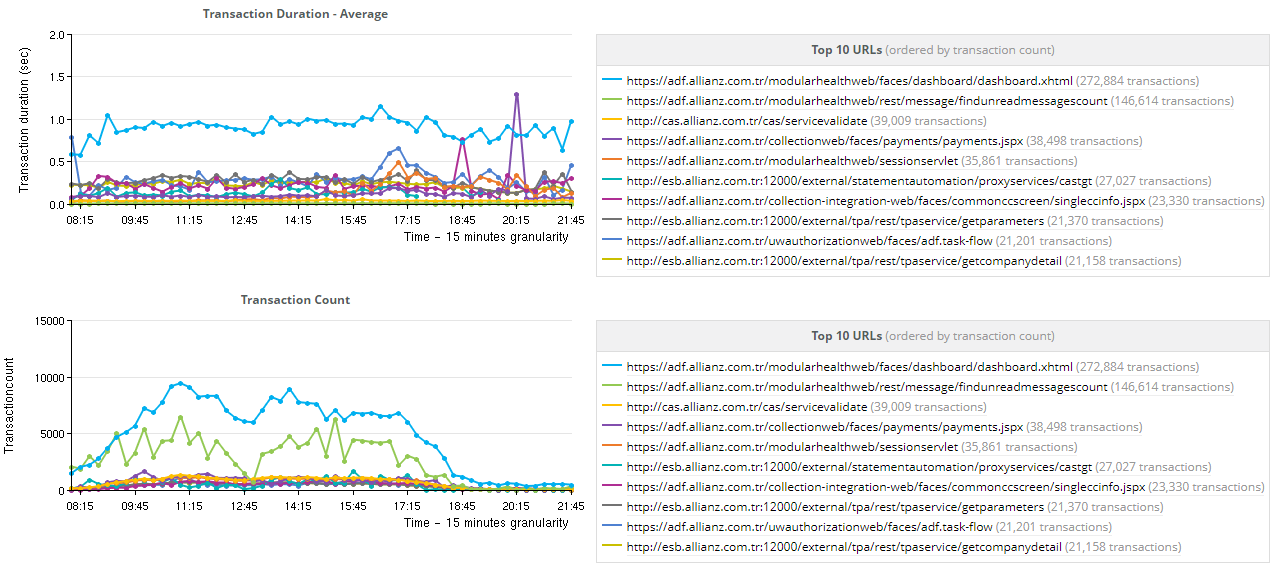 Transaction Duration - Average
Transaction duration (sec)
2.0
1.5
1.0
0.5
0.0
08:15 09:45 11:15 12:45 14:15 15:45 17:15 18:45 20:15 21:45
Time - 15 minutes granularity
Top 10 URLs (ordered by transaction count)
https://adf.allianz.com.tr/modularhealthweb/faces/dashboard/dashboard.xhtml (272,884 transactions)
https://adf.allianz.com.tr/modularhealthweb/rest/message/findunreadmessagescount (146,614 transactions)
http://cas.allianz.com.tr/cas/servicevalidate (39,009 transactions)
https://adf.allianz.com.tr/collectionweb/faces/payments/payments.jspx (38,498 transactions)
https://adf.allianz.com.tr/modularhealthweb/sessionservlet (35,861 transactions)
http://esb.allianz.com.tr:12000/external/statementautomation/proxyservices/castgt (27,027 transactions)
https://adf.allianz.com.tr/collection-integration-web/faces/commonccscreen/singleccinfo.jspx (23,330 transactions)
http://esb.allianz.com.tr:12000/external/tpa/rest/tpaservice/getparameters (21,370 transactions)
https://adf.allianz.com.tr/uwauthorizationweb/faces/adf.task-flow (21,201 transactions)
http://esb.allianz.com.tr:12000/external/tpa/rest/tpaservice/getcompanydetail (21,158 transactions)
Transaction Count
Transaction count
15000
10000
5000
0
08:15 09:45 11:15 12:45 14:15 15:45 17:15 18:45 20:15 21:45
Time - 15 minutes granularity
Top 10 URLs (ordered by transaction count)
https://adf.allianz.com.tr/modularhealthweb/faces/dashboard/dashboard.xhtml (272,884 transactions)
https://adf.allianz.com.tr/modularhealthweb/rest/message/findunreadmessagescount (146,614 transactions)
http://cas.allianz.com.tr/cas/servicevalidate (39,009 transactions)
https://adf.allianz.com.tr/collectionweb/faces/payments/payments.jspx (38,498 transactions)
https://adf.allianz.com.tr/modularhealthweb/sessionservlet (35,861 transactions)
http://esb.allianz.com.tr:12000/external/statementautomation/proxyservices/castgt (27,027 transactions)
https://adf.allianz.com.tr/collection-integration-web/faces/commonccscreen/singleccinfo.jspx (23,330 transactions)
http://esb.allianz.com.tr:12000/external/tpa/rest/tpaservice/getparameters (21,370 transactions)
https://adf.allianz.com.tr/uwauthorizationweb/faces/adf.task-flow (21,201 transactions)
http://esb.allianz.com.tr:12000/external/tpa/rest/tpaservice/getcompanydetail (21,158 transactions)